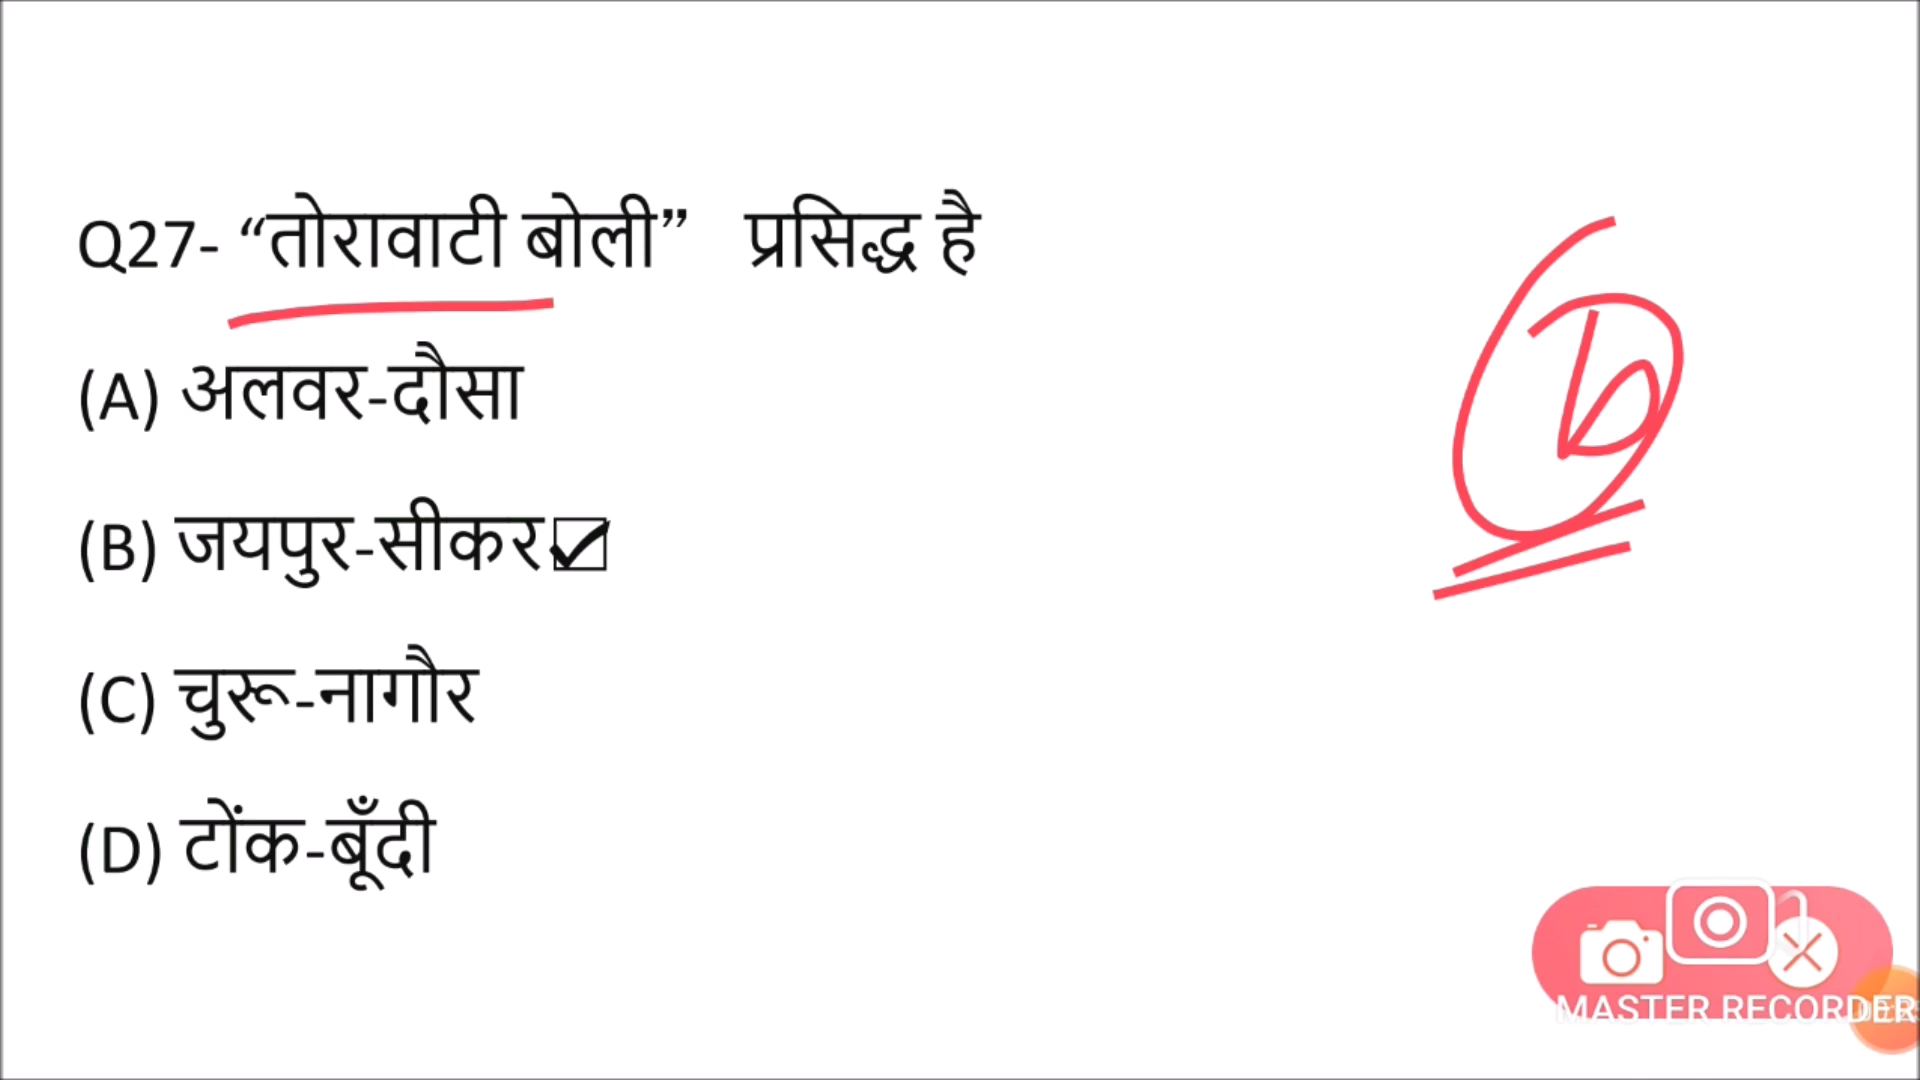 Q27- “तोरावाटी बोली” प्रसिद्ध है
(A) अलवर-दौसा
(B) जयपुर-सीकर☑
(C) चुरू-नागौर
(D) टोंक-बूँदी
b
MASTER RECORDER